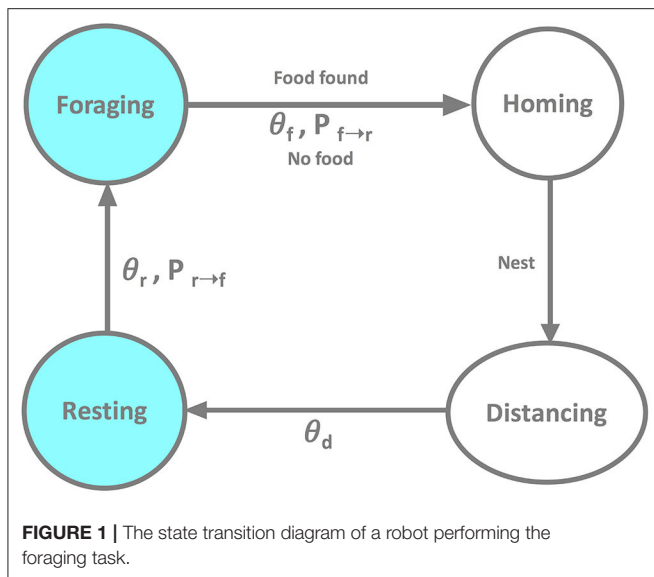 Foraging
Food found
θf , P f→r
No food
Homing
θr , P r→f
Nest
Resting
θd
Distancing
FIGURE 1 | The state transition diagram of a robot performing the
foraging task.